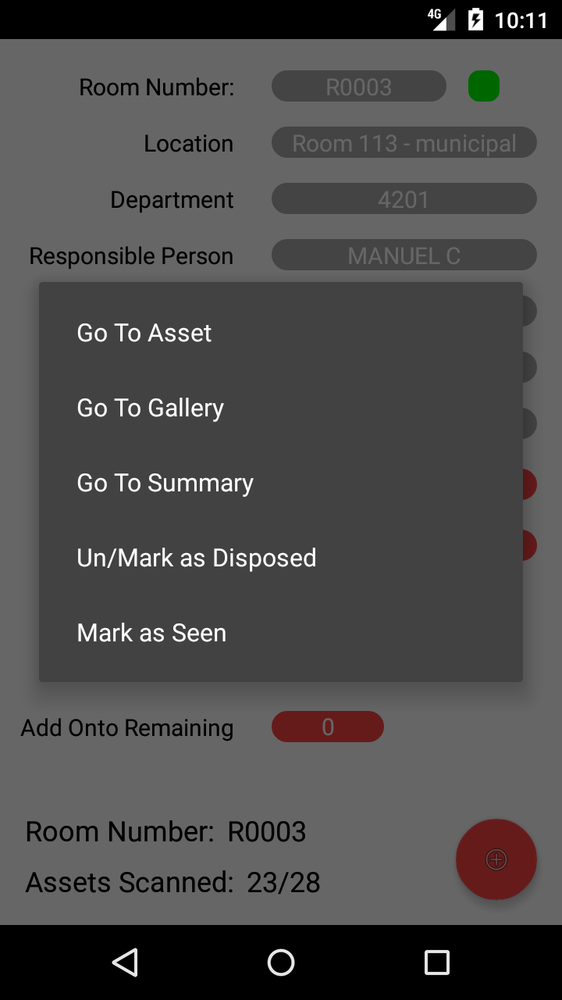 4G 10:11
Room Number: R0003
Location Room 113 - municipal
Department 4201
Responsible Person MANUEL C
Go To Asset
Go To Gallery
Go To Summary
Un/Mark as Disposed
Mark as Seen
Add Onto Remaining 0
Room Number: R0003
Assets Scanned: 23/28